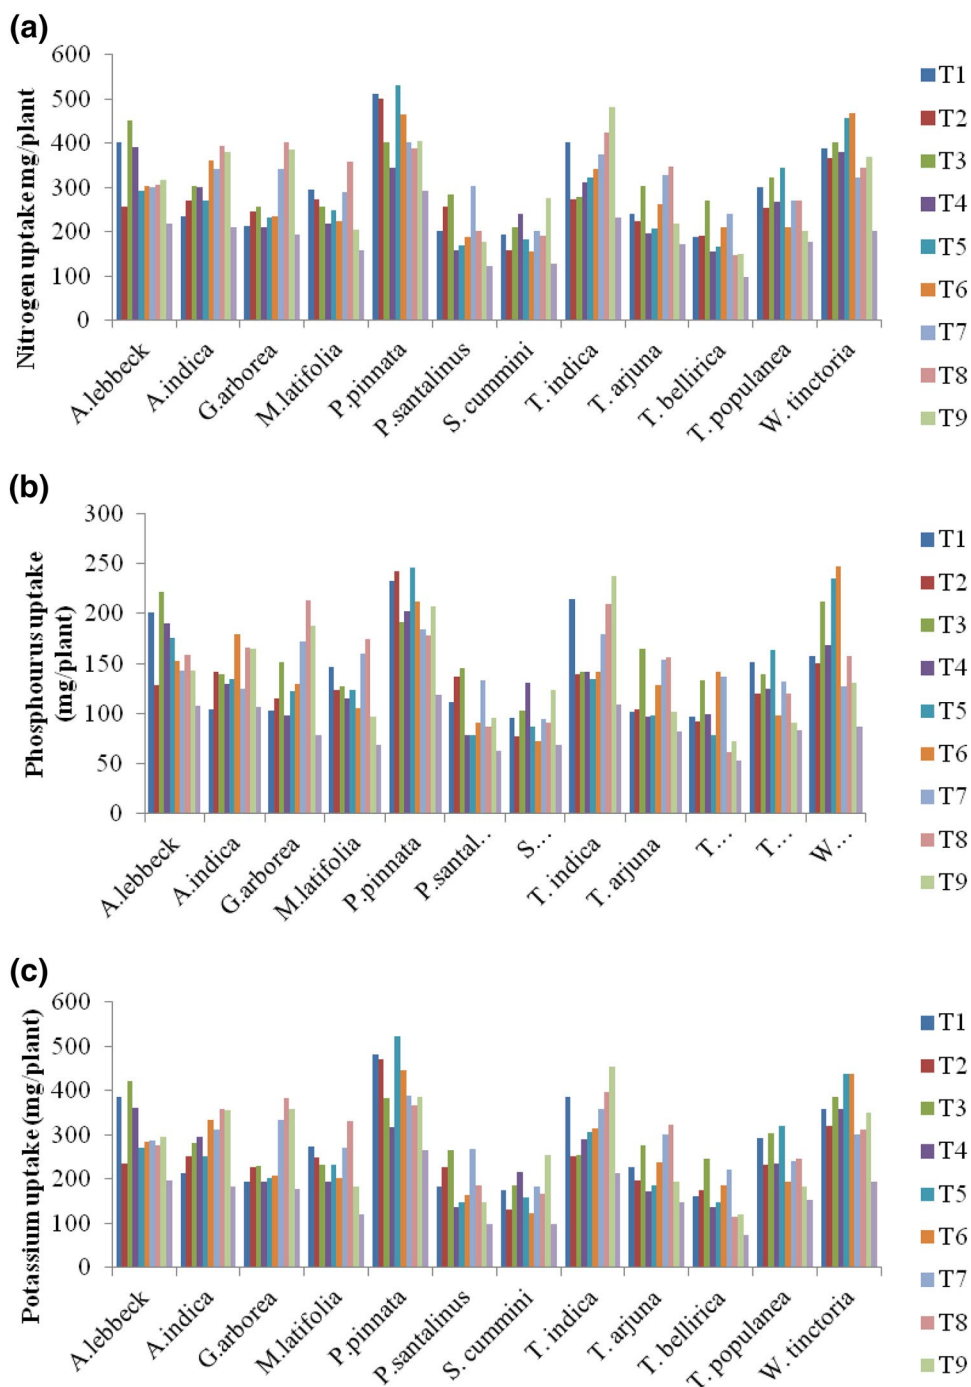 (a)
Nitrogen uptake mg/plant
600
500
400
300
200
100
0
A.lebbeck
A.indica
G.arborea
M.latifolia
P.pinnata
P.santalinus
S. cummini
T. indica
T. arjuna
T. bellirica
T. populanea
W. tinctoria
T1
T2
T3
T4
T5
T6
T7
T8
T9
(b)
Phosphourus uptake
(mg/plant)
300
250
200
150
100
50
0
A.lebbeck
A.indica
G.arborea
M.latifolia
P.pinnata
P.santal..
S...
T. indica
T. arjuna
T...
T...
W...
T1
T2
T3
T4
T5
T6
T7
T8
T9
(c)
Potassium uptake (mg/plant)
600
500
400
300
200
100
0
A.lebbeck
A.indica
G.arborea
M.latifolia
P.pinnata
P.santalinus
S. cummini
T. indica
T. arjuna
T. bellirica
T. populanea
W. tinctoria
T1
T2
T3
T4
T5
T6
T7
T8
T9